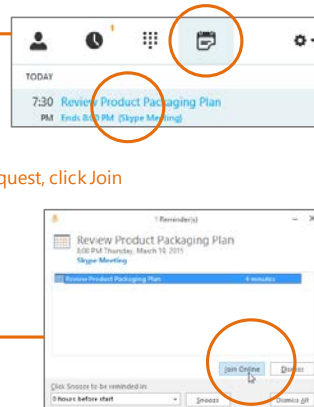 1
TODAY
7:30 Review Product Packaging Plan
PM Ends 8:00 PM (Skype Meeting)
quest, click Join
1 Reminder(s)
Review Product Packaging Plan
8:00 PM Thursday, March 19, 2015
Skype Meeting
Review Product Packaging Plan 4 minutes
Join Online Dismiss
Click Snooze to be reminded in:
0 hours before start Snooze Dismiss All